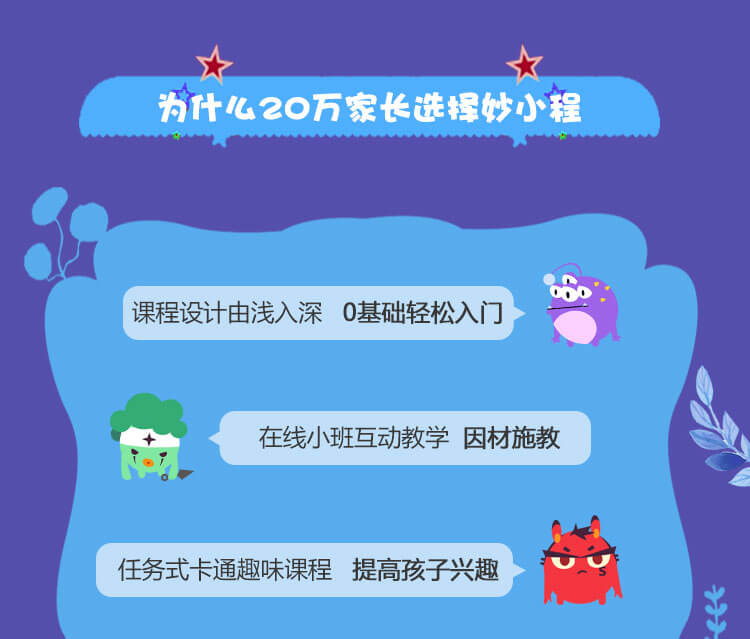 为什么20万家长选择妙小程
课程设计由浅入深 0基础轻松入门
在线小班互动教学 因材施教
任务式卡通趣味课程 提高孩子兴趣